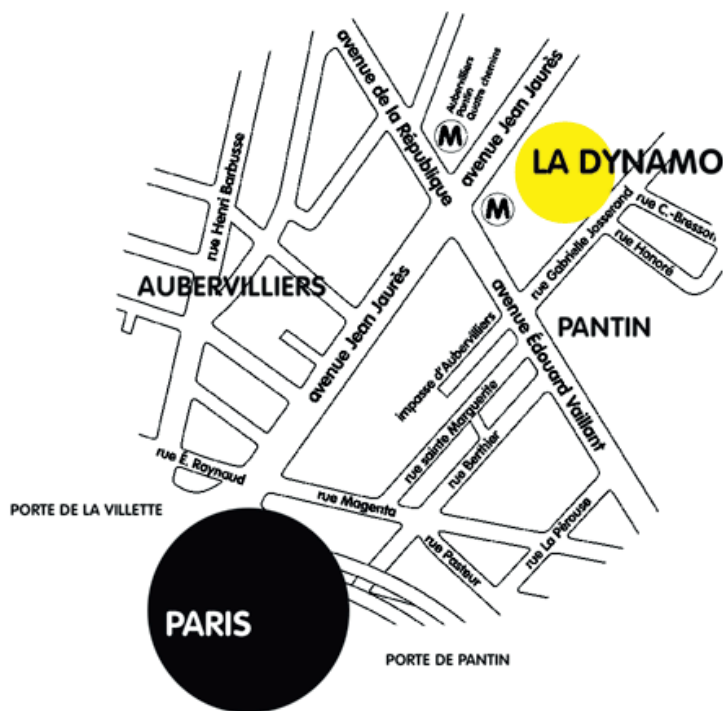 avenue de la République
Aubervilliers
Pantin
Quatre chemins
M
avenue Jean Jaurès
LA DYNAMO
M
rue Henri Barbusse
rue Gabrielle Josserand
rue C.-Bresson
rue Honoré
AUBERVILLIERS
avenue Jean Jaurès
PANTIN
avenue Édouard Vaillant
impasse d'Aubervilliers
rue sainte Marguerite
rue Berthier
rue É. Raynaud
rue Magenta
PORTE DE LA VILLETTE
rue La Pérouse
rue Pasteur
PARIS
PORTE DE PANTIN